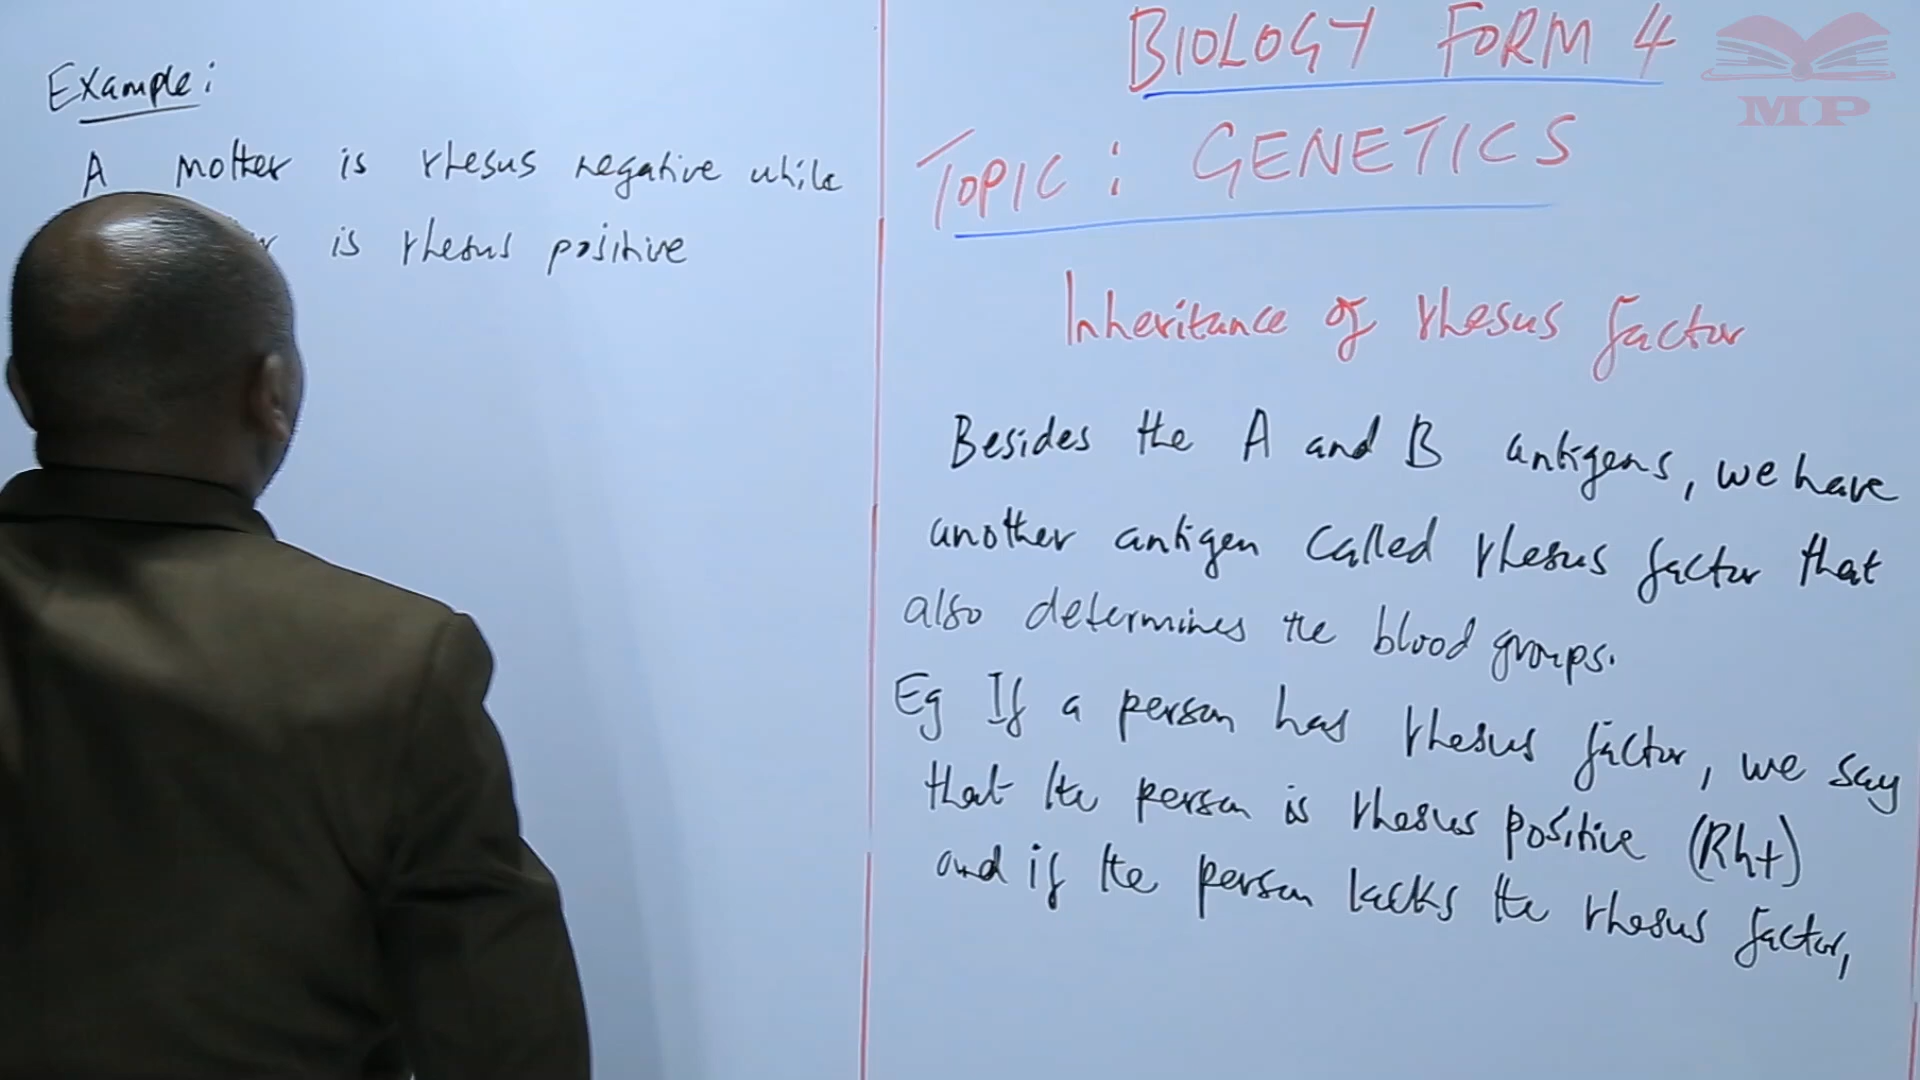 Example:
A mother is rhesus negative while
is rhesus positive
BIOLOGY FORM 4
TOPIC: GENETICS
Inheritance of rhesus factor
Besides the A and B antigens, we have
another antigen called rhesus factor that
also determines the blood groups.
Eg If a person has rhesus factor, we say
that the person is rhesus positive (Rh+)
and if the person lacks the rhesus factor,
MP